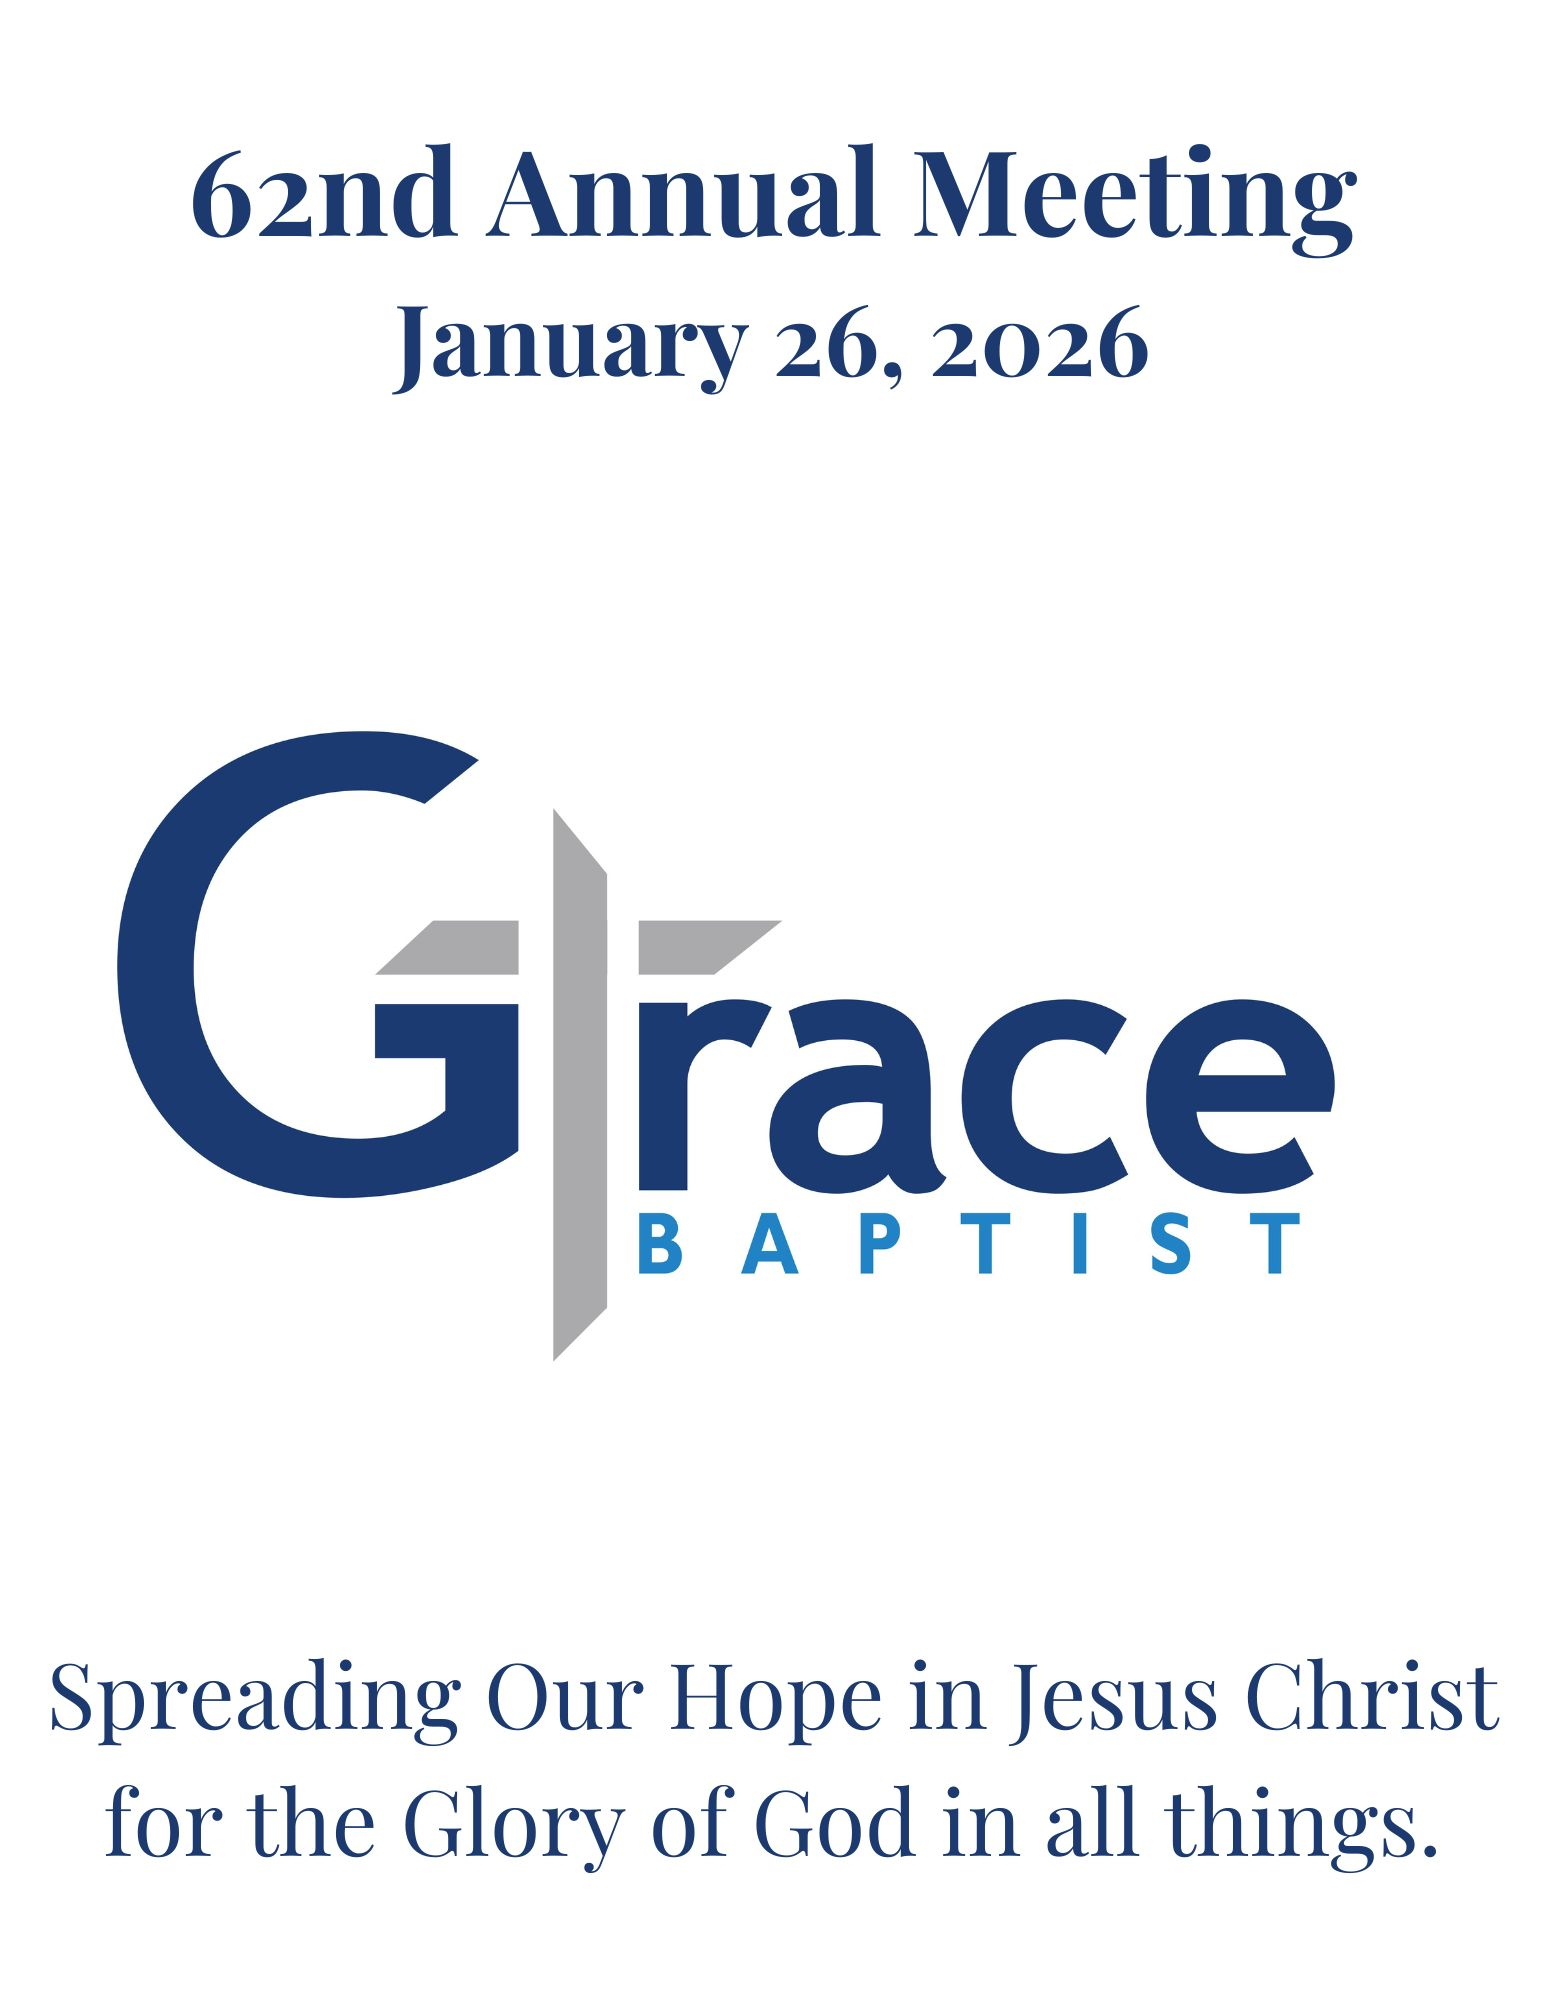 62nd Annual Meeting
January 26, 2026
Grace
BAPTIST
Spreading Our Hope in Jesus Christ
for the Glory of God in all things.